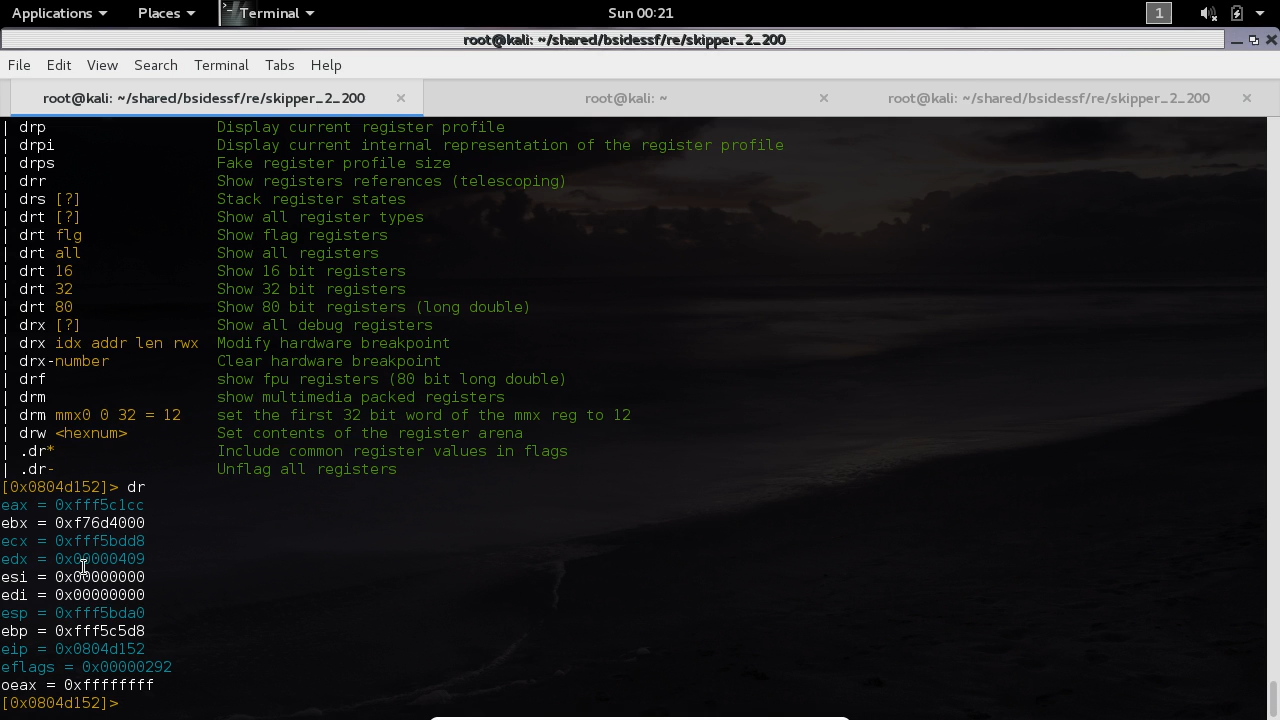 Applications Places Terminal Sun 00:21 1
root@kali: ~/shared/bsidessf/re/skipper_2_200
File Edit View Search Terminal Tabs Help
root@kali: ~/shared/bsidessf/re/skipper_2_200 × root@kali: ~ × root@kali: ~/shared/bsidessf/re/skipper_2_200 ×
| drp Display current register profile
| drpi Display current internal representation of the register profile
| drps Fake register profile size
| drr Show registers references (telescoping)
| drs [?] Stack register states
| drt [?] Show all register types
| drt flg Show flag registers
| drt all Show all registers
| drt 16 Show 16 bit registers
| drt 32 Show 32 bit registers
| drt 80 Show 80 bit registers (long double)
| drx [?] Show all debug registers
| drx idx addr len rwx Modify hardware breakpoint
| drx-number Clear hardware breakpoint
| drf show fpu registers (80 bit long double)
| drm show multimedia packed registers
| drm mmx0 0 32 = 12 set the first 32 bit word of the mmx reg to 12
| drw <hexnum> Set contents of the register arena
| .dr* Include common register values in flags
| .dr- Unflag all registers
[0x0804d152]> dr
eax = 0xfff5c1cc
ebx = 0xf76d4000
ecx = 0xfff5bdd8
edx = 0x00000409
esi = 0x00000000
edi = 0x00000000
esp = 0xfff5bda0
ebp = 0xfff5c5d8
eip = 0x0804d152
eflags = 0x00000292
oeax = 0xffffffff
[0x0804d152]>